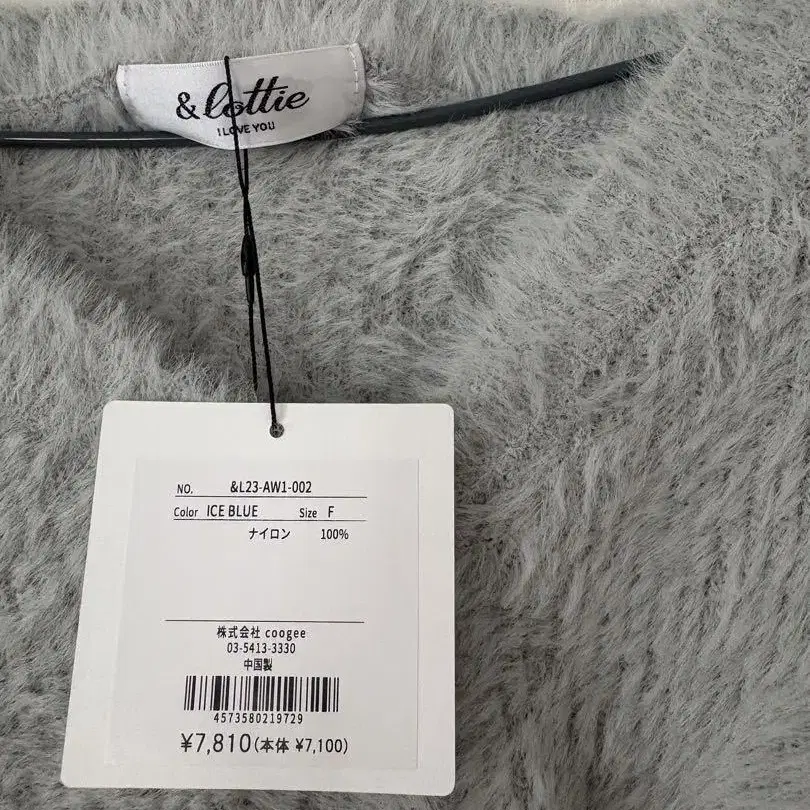 &lottie
I LOVE YOU
NO. &L23-AW1-002
Color ICE BLUE Size F
ナイロン 100%
株式会社 coogee
03-5413-3330
中国製
4573580219729
¥7,810(本体 ¥7,100)